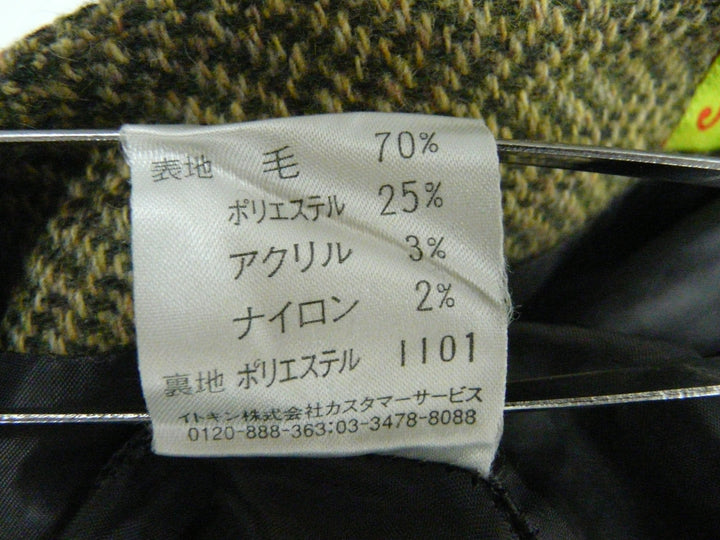 表地 毛 70%
ポリエステル 25%
アクリル 3%
ナイロン 2%
裏地 ポリエステル 1101
イトキン株式会社カスタマーサービス
0120-888-363:03-3478-8088